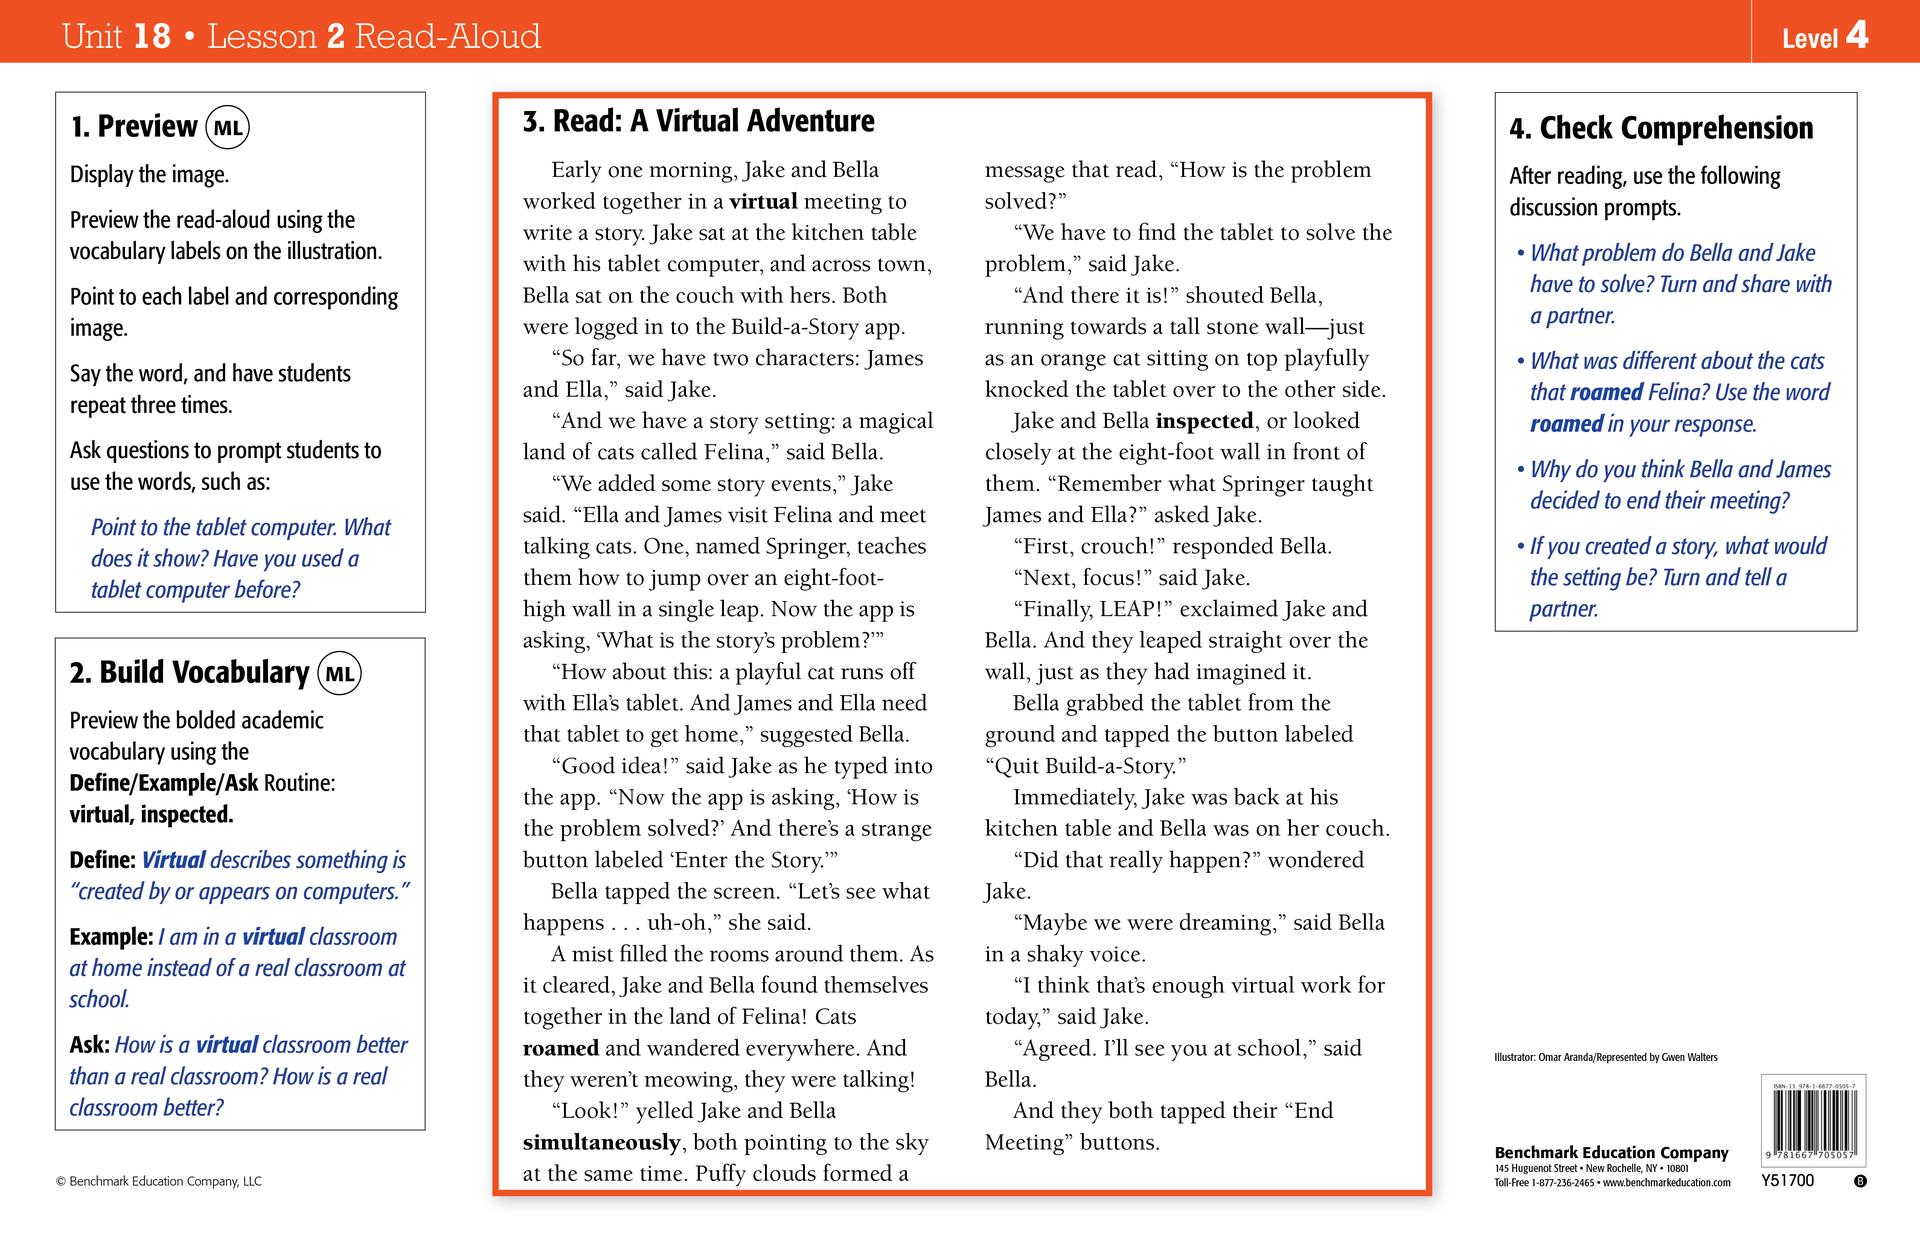 Unit 18 • Lesson 2 Read-Aloud
Level 4
1. Preview ML
Display the image.
Preview the read-aloud using the
vocabulary labels on the illustration.
Point to each label and corresponding
image.
Say the word, and have students
repeat three times.
Ask questions to prompt students to
use the words, such as:
Point to the tablet computer. What
does it show? Have you used a
tablet computer before?
2. Build Vocabulary ML
Preview the bolded academic
vocabulary using the
Define/Example/Ask Routine:
virtual, inspected.
Define: Virtual describes something is
“created by or appears on computers.”
Example: I am in a virtual classroom
at home instead of a real classroom at
school.
Ask: How is a virtual classroom better
than a real classroom? How is a real
classroom better?
© Benchmark Education Company, LLC
3. Read: A Virtual Adventure
Early one morning, Jake and Bella
worked together in a virtual meeting to
write a story. Jake sat at the kitchen table
with his tablet computer, and across town,
Bella sat on the couch with hers. Both
were logged in to the Build-a-Story app.
“So far, we have two characters: James
and Ella,” said Jake.
“And we have a story setting: a magical
land of cats called Felina,” said Bella.
“We added some story events,” Jake
said. “Ella and James visit Felina and meet
talking cats. One, named Springer, teaches
them how to jump over an eight-foot-
high wall in a single leap. Now the app is
asking, ‘What is the story’s problem?’”
“How about this: a playful cat runs off
with Ella’s tablet. And James and Ella need
that tablet to get home,” suggested Bella.
“Good idea!” said Jake as he typed into
the app. “Now the app is asking, ‘How is
the problem solved?’ And there’s a strange
button labeled ‘Enter the Story.’”
Bella tapped the screen. “Let’s see what
happens . . . uh-oh,” she said.
A mist filled the rooms around them. As
it cleared, Jake and Bella found themselves
together in the land of Felina! Cats
roamed and wandered everywhere. And
they weren’t meowing, they were talking!
“Look!” yelled Jake and Bella
simultaneously, both pointing to the sky
at the same time. Puffy clouds formed a
message that read, “How is the problem
solved?”
“We have to find the tablet to solve the
problem,” said Jake.
“And there it is!” shouted Bella,
running towards a tall stone wall—just
as an orange cat sitting on top playfully
knocked the tablet over to the other side.
Jake and Bella inspected, or looked
closely at the eight-foot wall in front of
them. “Remember what Springer taught
James and Ella?” asked Jake.
“First, crouch!” responded Bella.
“Next, focus!” said Jake.
“Finally, LEAP!” exclaimed Jake and
Bella. And they leaped straight over the
wall, just as they had imagined it.
Bella grabbed the tablet from the
ground and tapped the button labeled
“Quit Build-a-Story.”
Immediately, Jake was back at his
kitchen table and Bella was on her couch.
“Did that really happen?” wondered
Jake.
“Maybe we were dreaming,” said Bella
in a shaky voice.
“I think that’s enough virtual work for
today,” said Jake.
“Agreed. I’ll see you at school,” said
Bella.
And they both tapped their “End
Meeting” buttons.
4. Check Comprehension
After reading, use the following
discussion prompts.
• What problem do Bella and Jake
have to solve? Turn and share with
a partner.
• What was different about the cats
that roamed Felina? Use the word
roamed in your response.
• Why do you think Bella and James
decided to end their meeting?
• If you created a story, what would
the setting be? Turn and tell a
partner.
Illustrator: Omar Aranda/Represented by Gwen Walters
Benchmark Education Company
145 Huguenot Street • New Rochelle, NY • 10801
Toll-Free 1-877-236-2465 • www.benchmarkeducation.com
ISBN-13 978-1-6677-0505-7
9 781667 705057
Y51700
B